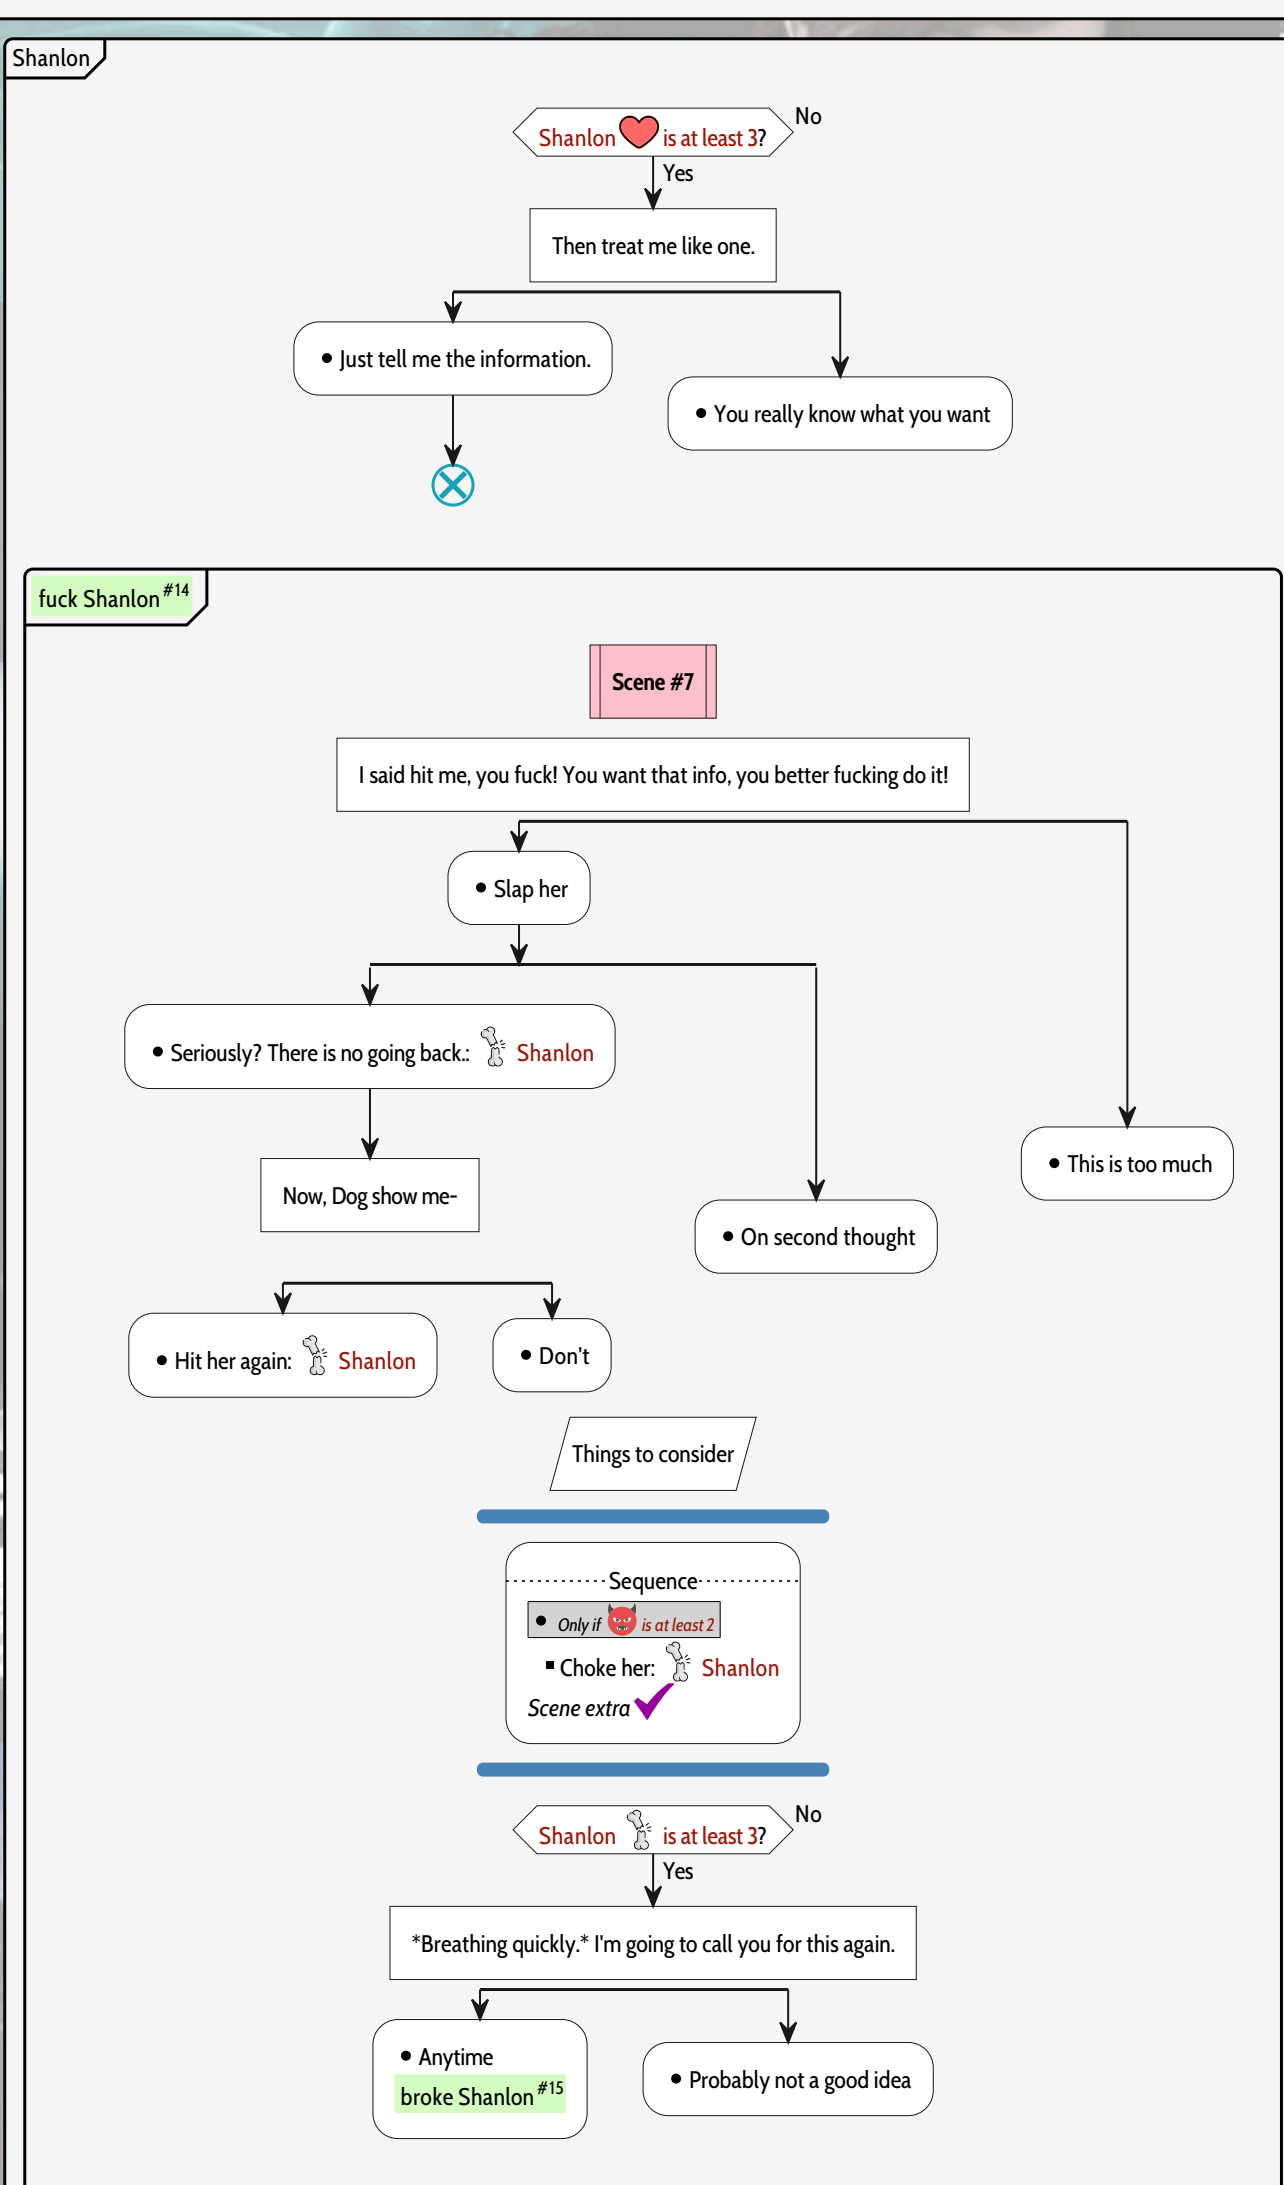 Shanlon
Shanlon is at least 3?
No
Yes
Then treat me like one.
• Just tell me the information.
• You really know what you want
fuck Shanlon #14
Scene #7
I said hit me, you fuck! You want that info, you better fucking do it!
• Slap her
• Seriously? There is no going back.: Shanlon
• This is too much
Now, Dog show me-
• On second thought
• Hit her again: Shanlon
• Don't
Things to consider
Sequence
• Only if is at least 2
▪ Choke her: Shanlon
Scene extra
Shanlon is at least 3?
No
Yes
*Breathing quickly.* I'm going to call you for this again.
• Anytime
broke Shanlon #15
• Probably not a good idea